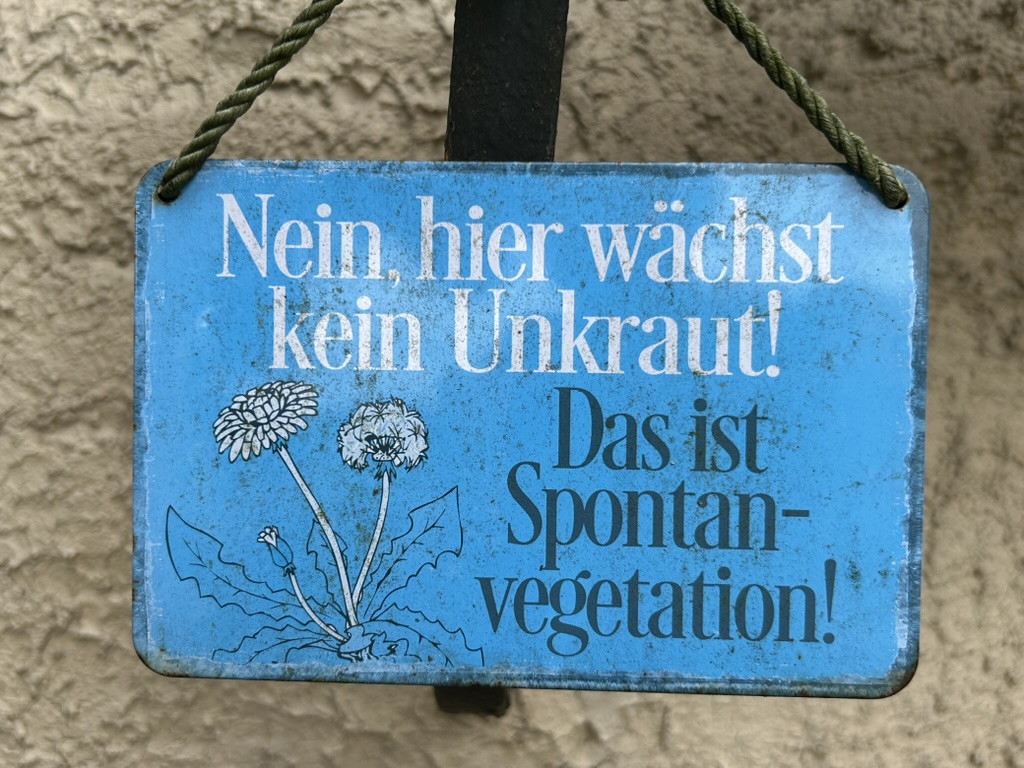 Nein, hier wächst
kein Unkraut!
Das ist
Spontan-
vegetation!